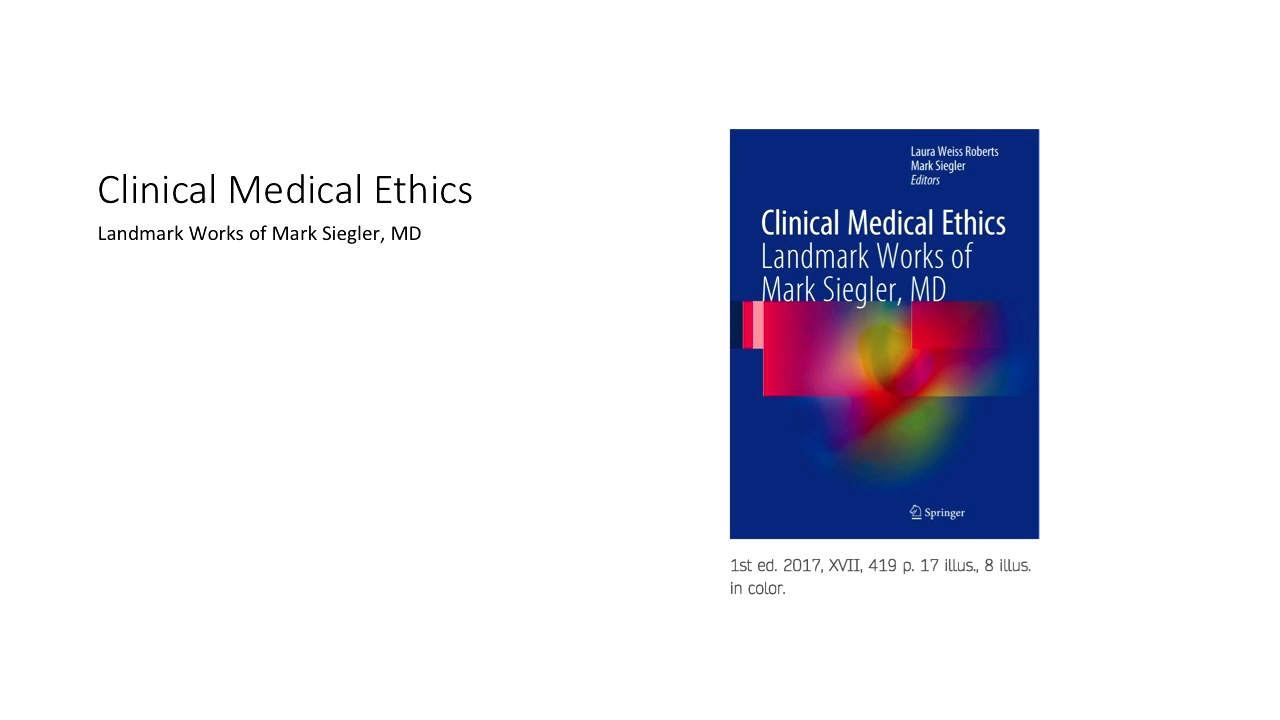 Clinical Medical Ethics
Landmark Works of Mark Siegler, MD
Laura Weiss Roberts
Mark Siegler
Editors
Clinical Medical Ethics
Landmark Works of
Mark Siegler, MD
Springer
1st ed. 2017, XVII, 419 p. 17 illus., 8 illus.
in color.